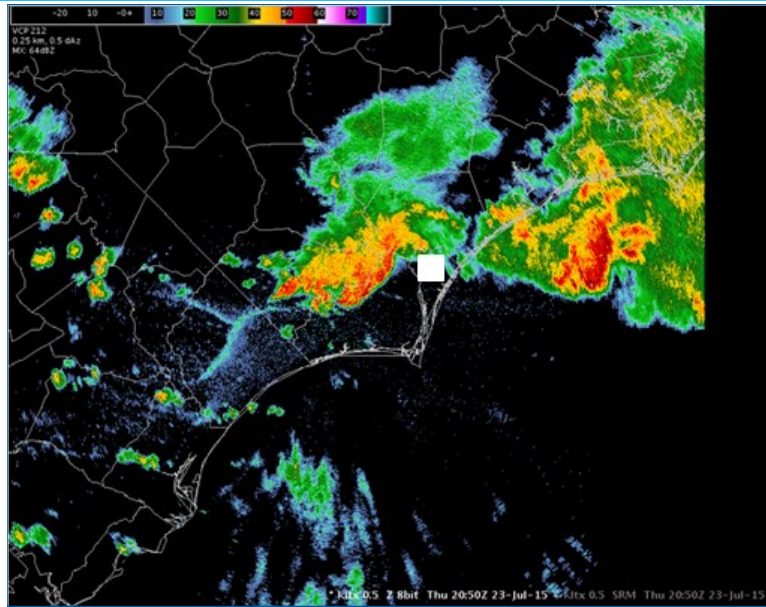 -20 10 -0+ 10 20 30 40 50 60 70
VCP 212
0.25 km, 0.5 dAz
MX: 64dBZ
* kltx 0.5 Z 8bit Thu 20:50Z 23-Jul-15 * kltx 0.5 SRM Thu 20:50Z 23-Jul-15